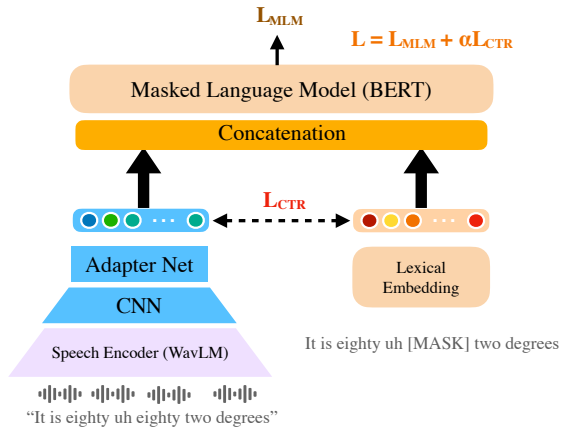 L_MLM
L = L_MLM + αL_CTR
Masked Language Model (BERT)
Concatenation
L_CTR
Adapter Net
CNN
Speech Encoder (WavLM)
“It is eighty uh eighty two degrees”
Lexical
Embedding
It is eighty uh [MASK] two degrees